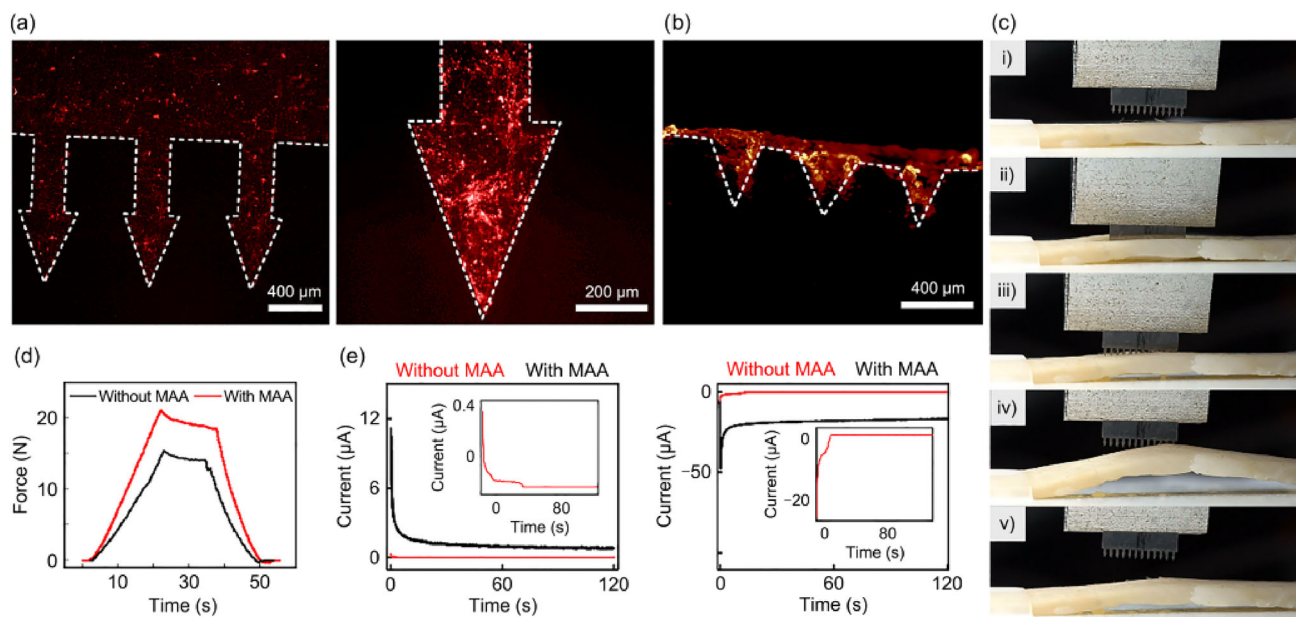 (a)
(b)
(c)
400 µm
200 µm
400 µm
i)
ii)
iii)
iv)
v)
(d)
Without MAA
With MAA
20
10
0
Force (N)
10
30
50
Time (s)
(e)
Without MAA
With MAA
12
6
0
Current (µA)
0
60
120
Time (s)
0.4
0
Current (µA)
0
80
Time (s)
Without MAA
With MAA
0
−50
Current (µA)
0
60
120
Time (s)
0
−20
Current (µA)
0
80
Time (s)